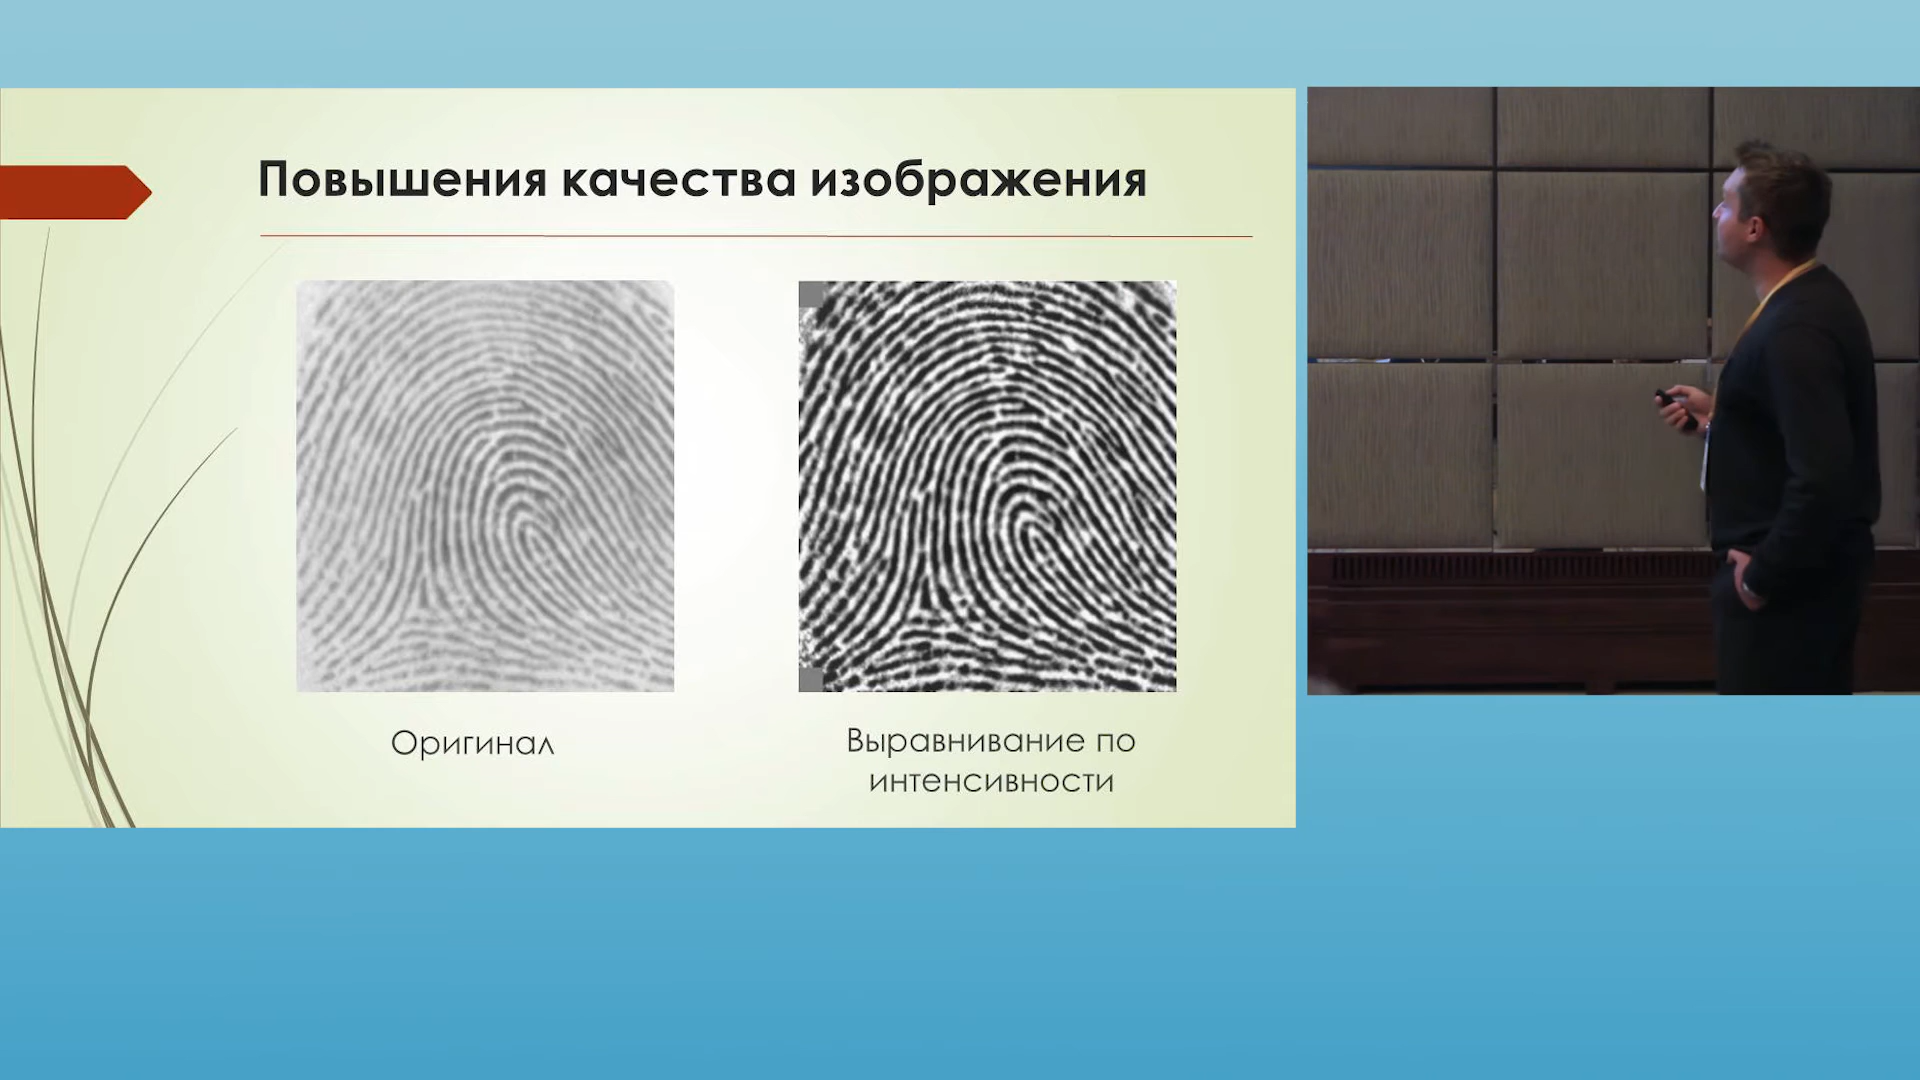 Повышения качества изображения
Оригинал
Выравнивание по
интенсивности